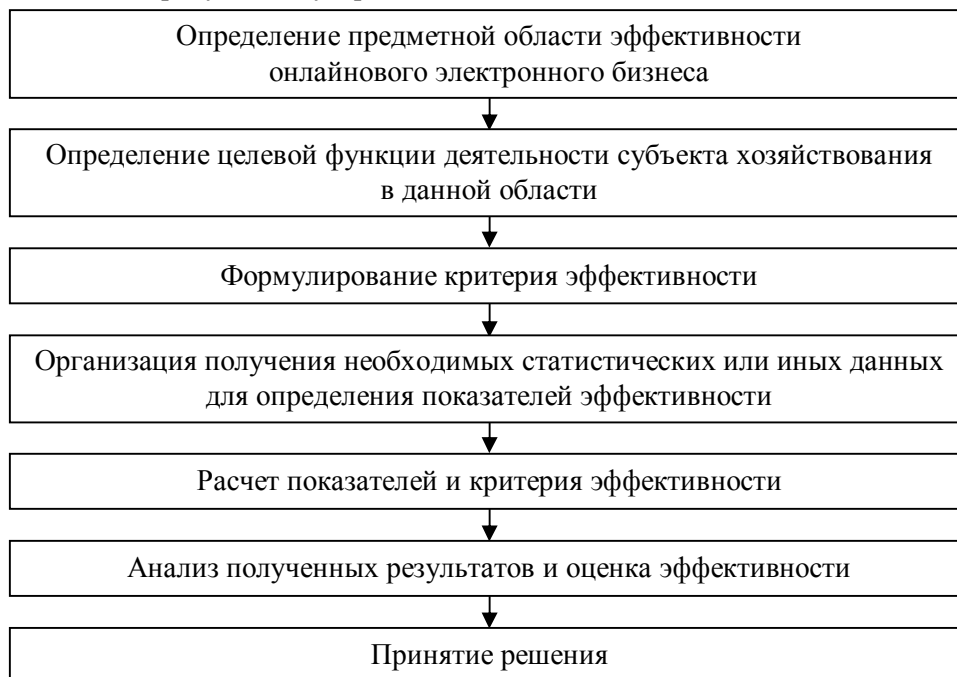 Определение предметной области эффективности
онлайнового электронного бизнеса
Определение целевой функции деятельности субъекта хозяйствования
в данной области
Формулирование критерия эффективности
Организация получения необходимых статистических или иных данных
для определения показателей эффективности
Расчет показателей и критерия эффективности
Анализ полученных результатов и оценка эффективности
Принятие решения